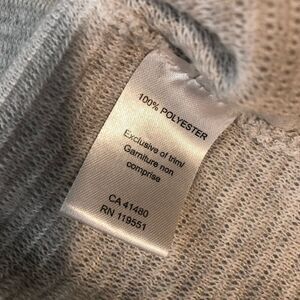 100% POLYESTER
Exclusive of trim/
Garniture non
comprise
CA 41480
RN 119551